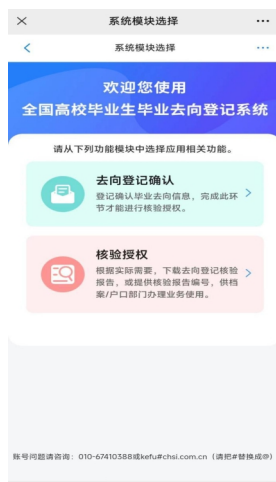 系统模块选择
系统模块选择
欢迎您使用
全国高校毕业生毕业去向登记系统
请从下列功能模块中选择应用相关功能。
去向登记确认
登记确认毕业去向信息，完成此环
节才能进行核验授权。
核验授权
根据实际需要，下载去向登记核验
报告，或提供核验报告编号，供档
案/户口部门办理业务使用。
账号问题请咨询：010-67410388或kefu#chsi.com.cn（请把#替换成@）